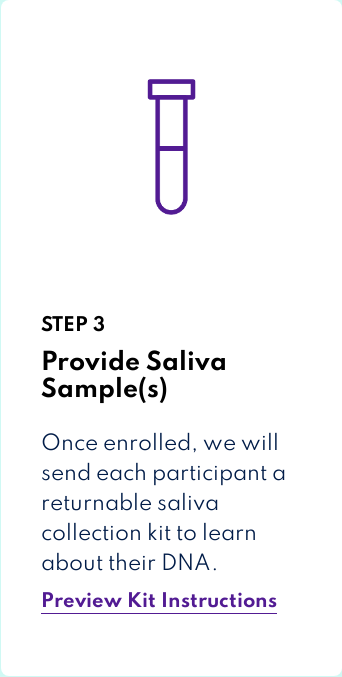 STEP 3
Provide Saliva
Sample(s)
Once enrolled, we will
send each participant a
returnable saliva
collection kit to learn
about their DNA.
Preview Kit Instructions